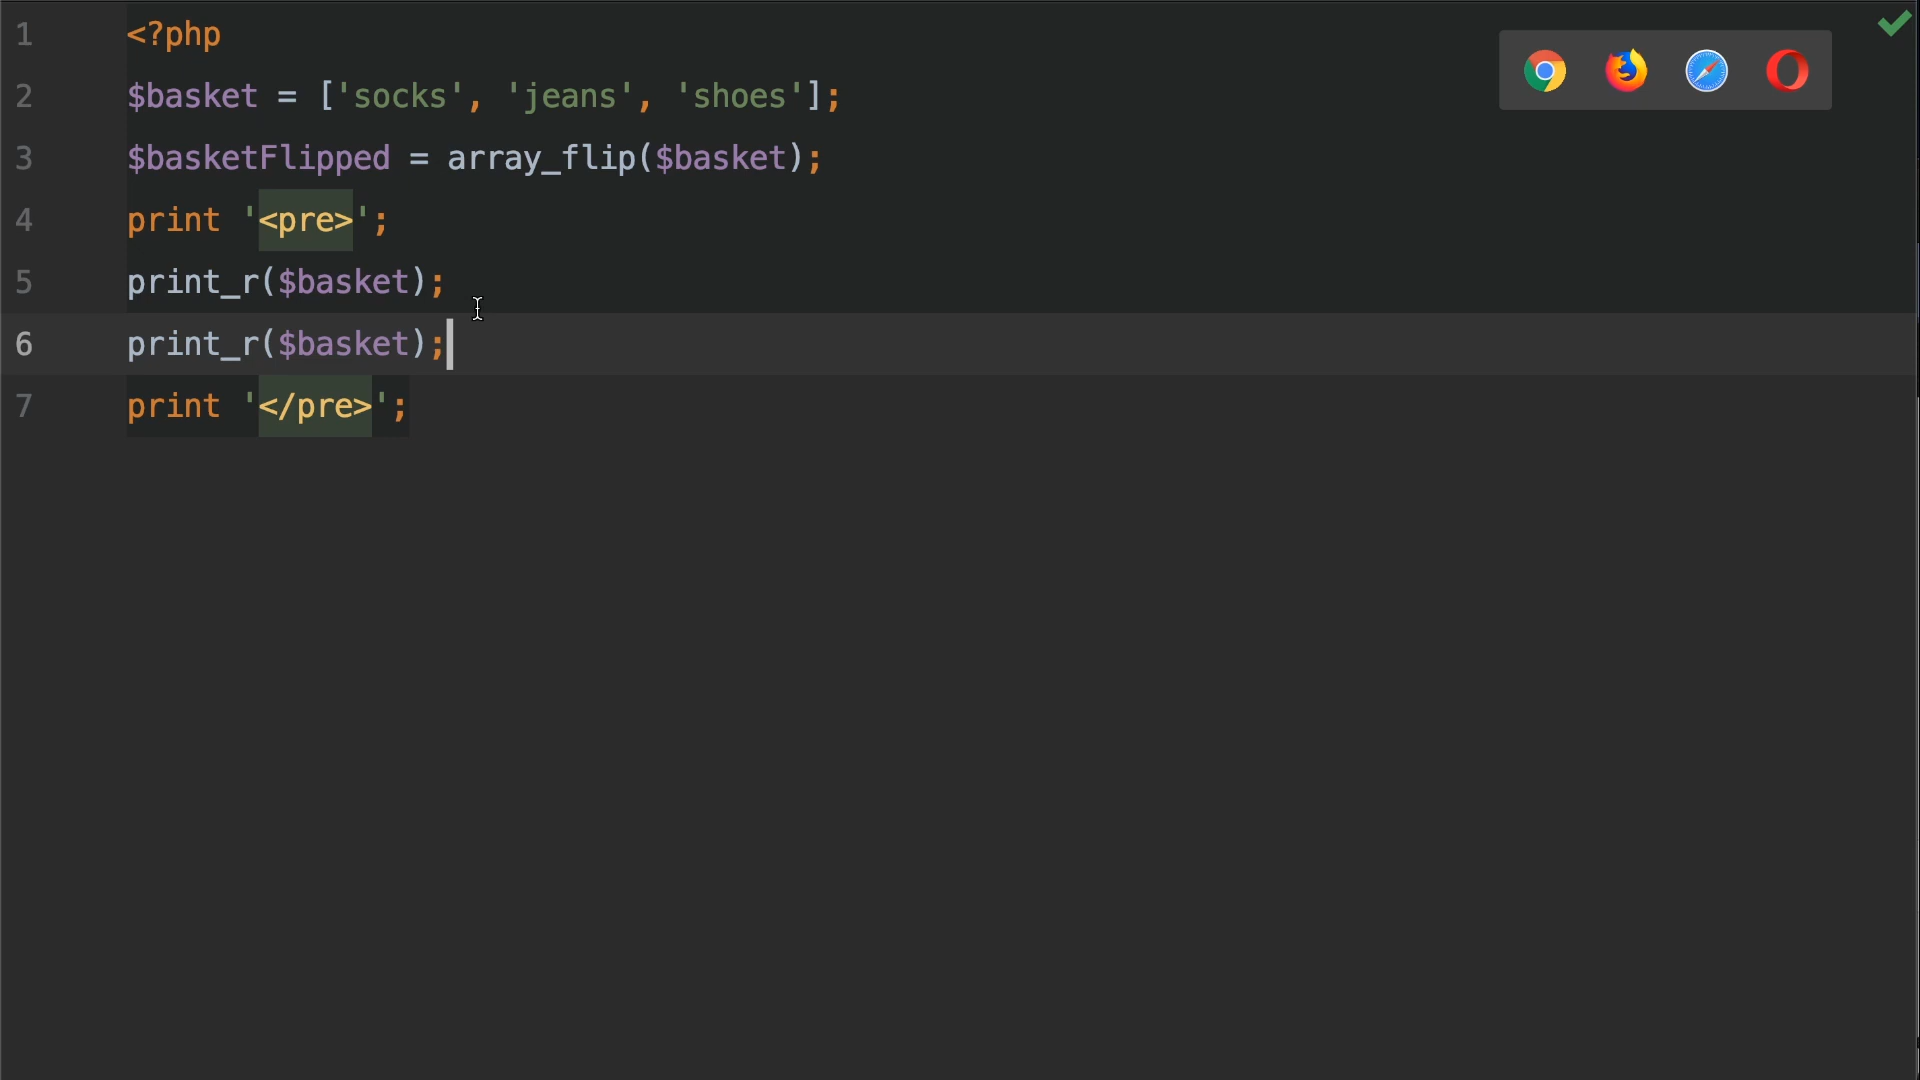 1 <?php
2 $basket = ['socks', 'jeans', 'shoes'];
3 $basketFlipped = array_flip($basket);
4 print '<pre>';
5 print_r($basket);
6 print_r($basket);
7 print '</pre>';